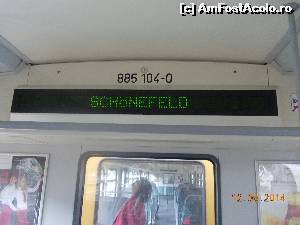 © AmFostAcolo.ro
885 104-0
SCHöNEFELD
12.06.2014